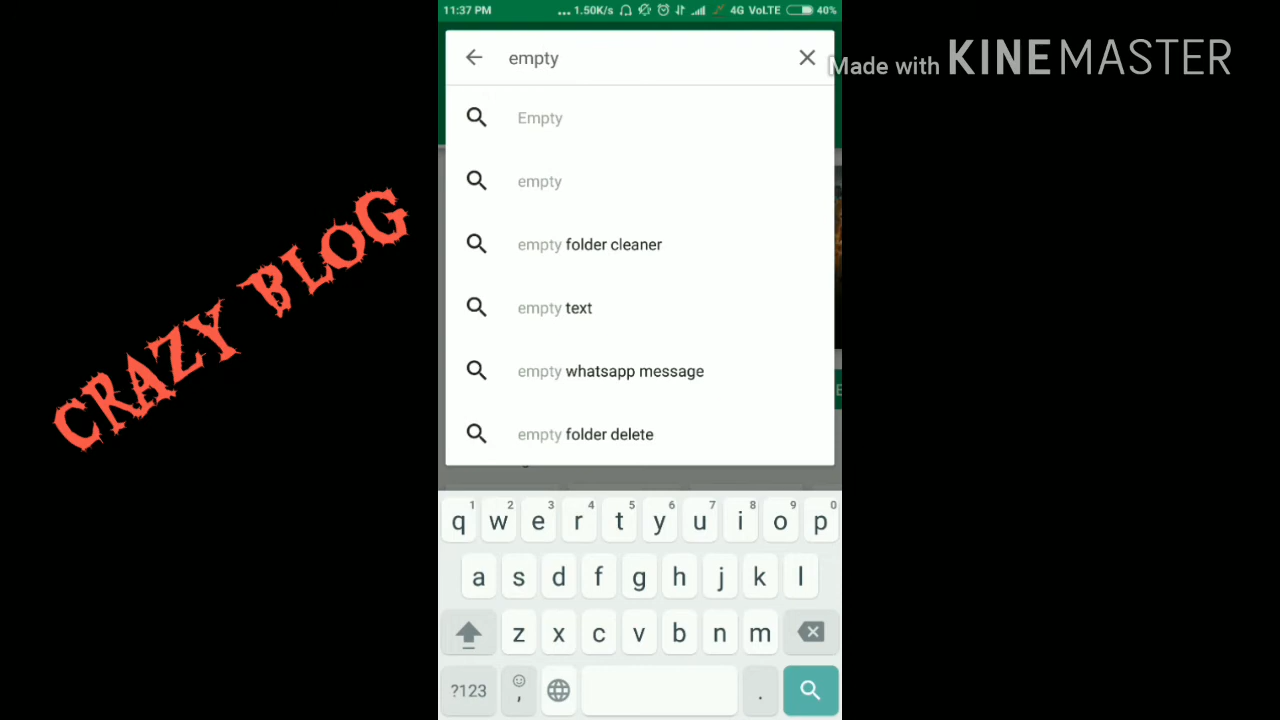 11:37 PM ... 1.50K/s 4G VoLTE 40%
Made with KINEMASTER
empty
Empty
empty
empty folder cleaner
empty text
empty whatsapp message
empty folder delete
CRAZY BLOG
1 2 3 4 5 6 7 8 9 0
q w e r t y u i o p
a s d f g h j k l
z x c v b n m
?123 , .